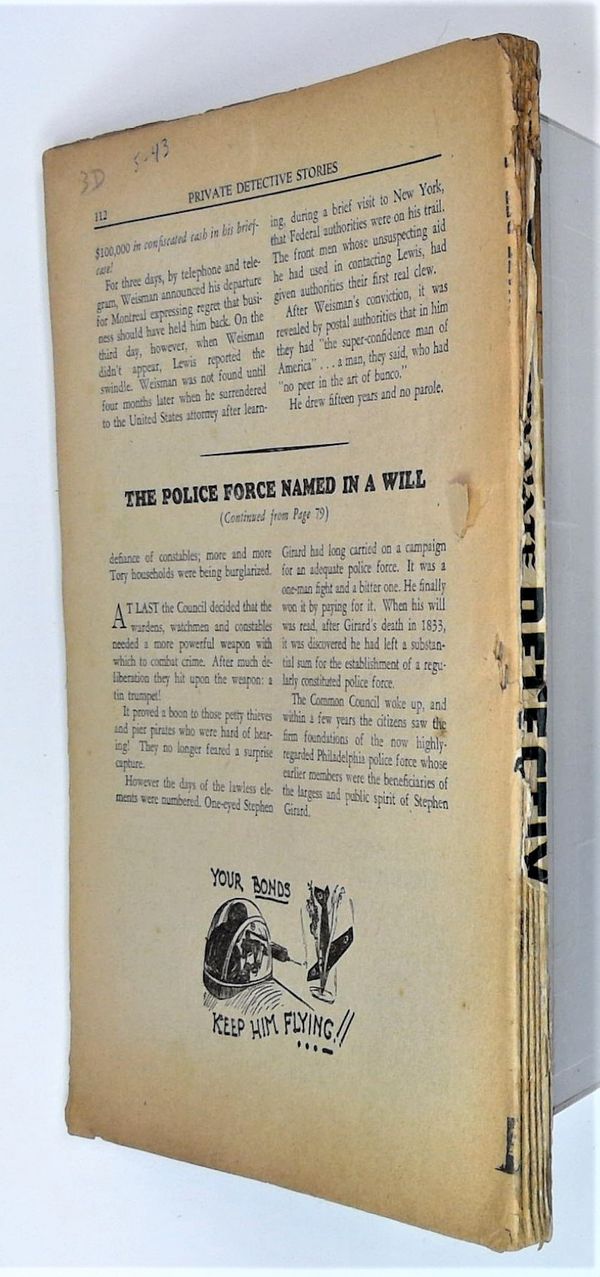 3D
5-43
112
PRIVATE DETECTIVE STORIES
$100,000 in confiscated cash in his brief-
case!
For three days, by telephone and tele-
gram, Weisman announced his departure
for Montreal expressing regret that busi-
ness should have held him back. On the
third day, however, when Weisman
didn't appear, Lewis reported the
swindle. Weisman was not found until
four months later when he surrendered
to the United States attorney after learn-
ing, during a brief visit to New York,
that Federal authorities were on his trail.
The front men whose unsuspecting aid
he had used in contacting Lewis, had
given authorities their first real clew.
After Weisman's conviction, it was
revealed by postal authorities that in him
they had "the super-confidence man of
America" . . . a man, they said, who had
"no peer in the art of bunco."
He drew fifteen years and no parole.
THE POLICE FORCE NAMED IN A WILL
(Continued from Page 79)
defiance of constables; more and more
Tory households were being burglarized.
AT LAST the Council decided that the
wardens, watchmen and constables
needed a more powerful weapon with
which to combat crime. After much de-
liberation they hit upon the weapon: a
tin trumpet!
It proved a boon to those petty thieves
and pier pirates who were hard of hear-
ing! They no longer feared a surprise
capture.
However the days of the lawless ele-
ments were numbered. One-eyed Stephen
Girard had long carried on a campaign
for an adequate police force. It was a
one-man fight and a bitter one. He finally
won it by paying for it. When his will
was read, after Girard's death in 1833,
it was discovered he had left a substan-
tial sum for the establishment of a regu-
larly constituted police force.
The Common Council woke up, and
within a few years the citizens saw the
firm foundations of the now highly-
regarded Philadelphia police force whose
earlier members were the beneficiaries of
the largess and public spirit of Stephen
Girard.
YOUR BONDS
KEEP HIM FLYING!!
DETECTIV